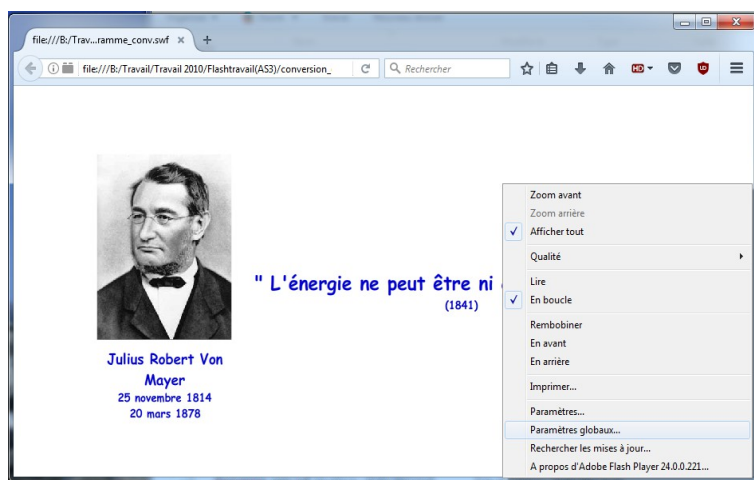 file:///B:/Trav...ramme_conv.swf
file:///B:/Travail/Travail 2010/Flashtravail(AS3)/conversion_
Rechercher
HD
Zoom avant
Zoom arrière
Afficher tout
Qualité
Lire
En boucle
Rembobiner
En avant
En arrière
Imprimer...
Paramètres...
Paramètres globaux...
Rechercher les mises à jour...
A propos d'Adobe Flash Player 24.0.0.221...
" L'énergie ne peut être ni
(1841)
Julius Robert Von
Mayer
25 novembre 1814
20 mars 1878